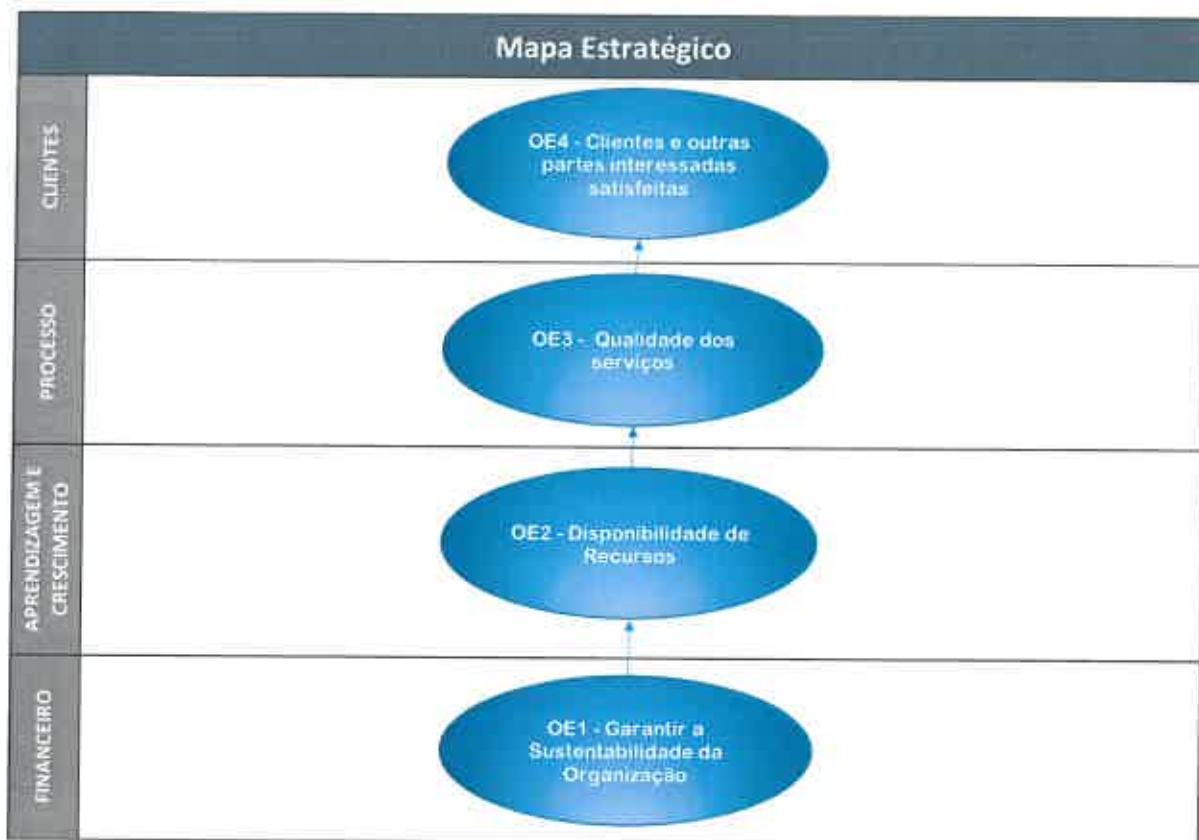 Mapa Estratégico
CLIENTES
OE4 - Clientes e outras
partes interessadas
satisfeitas
PROCESSO
OE3 - Qualidade dos
serviços
APRENDIZAGEM E
CRESCIMENTO
OE2 - Disponibilidade de
Recursos
FINANCEIRO
OE1 - Garantir a
Sustentabilidade da
Organização